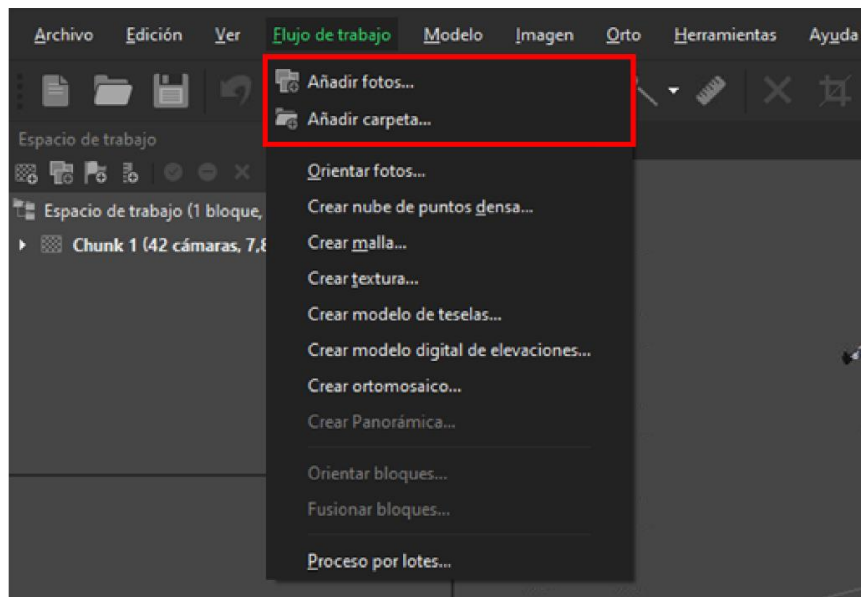 Archivo Edición Ver Flujo de trabajo Modelo Imagen Orto Herramientas Ayuda
Añadir fotos...
Añadir carpeta...
Espacio de trabajo
Orientar fotos...
Crear nube de puntos densa...
Espacio de trabajo (1 bloque,
Crear malla...
Chunk 1 (42 cámaras, 7,8
Crear textura...
Crear modelo de teselas...
Crear modelo digital de elevaciones...
Crear ortomosaico...
Crear Panorámica...
Orientar bloques...
Fusionar bloques...
Proceso por lotes...